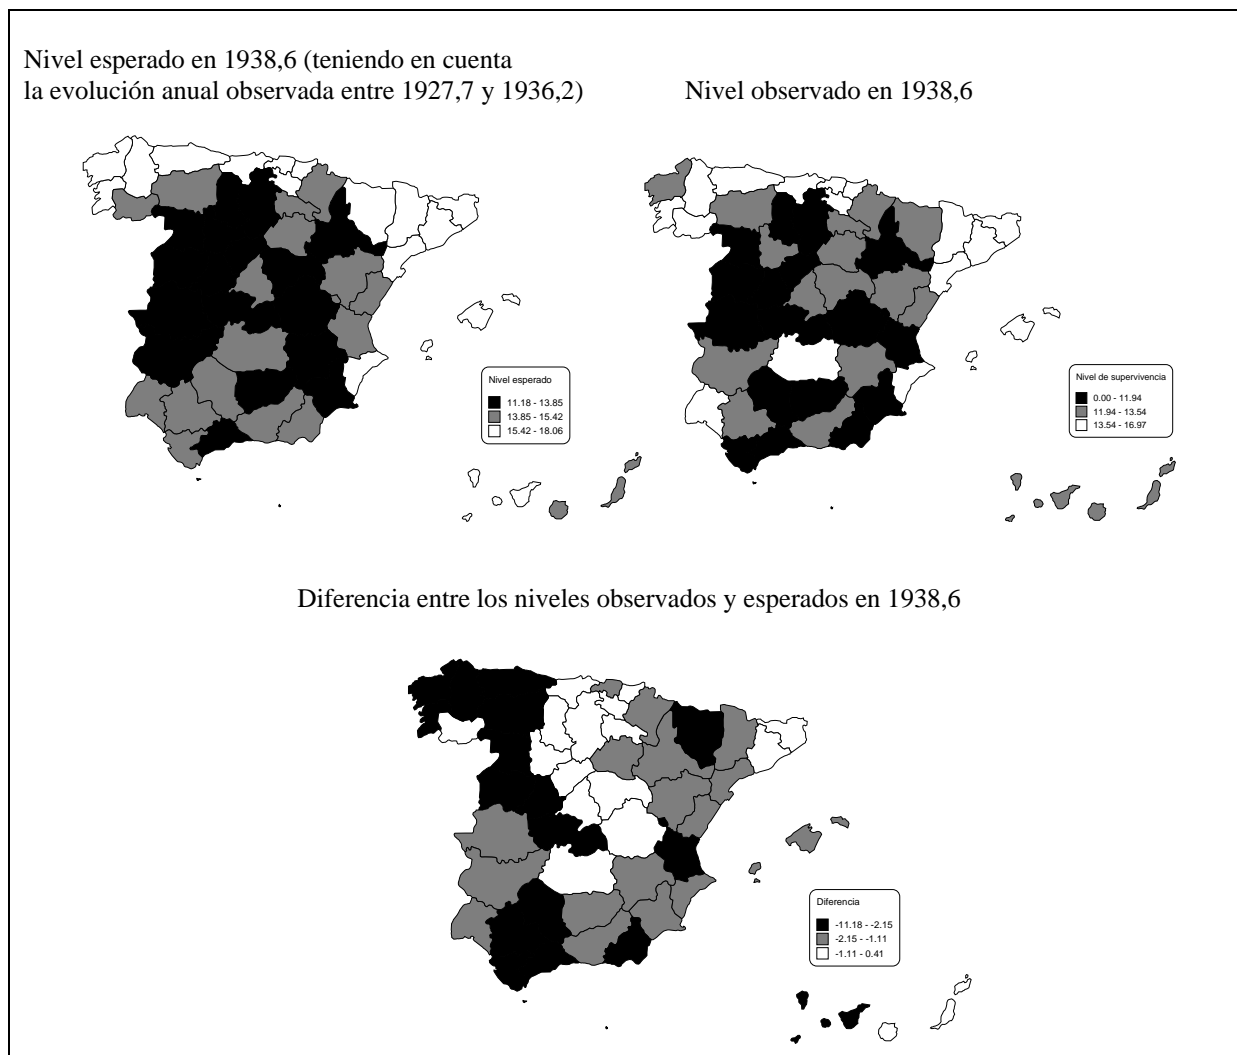 Nivel esperado en 1938,6 (teniendo en cuenta
la evolución anual observada entre 1927,7 y 1936,2)
Nivel observado en 1938,6
Nivel esperado
11.18 - 13.85
13.85 - 15.42
15.42 - 18.06
Nivel de supervivencia
0.00 - 11.94
11.94 - 13.54
13.54 - 16.97
Diferencia entre los niveles observados y esperados en 1938,6
Diferencia
-11.18 - -2.15
-2.15 - -1.11
-1.11 - 0.41